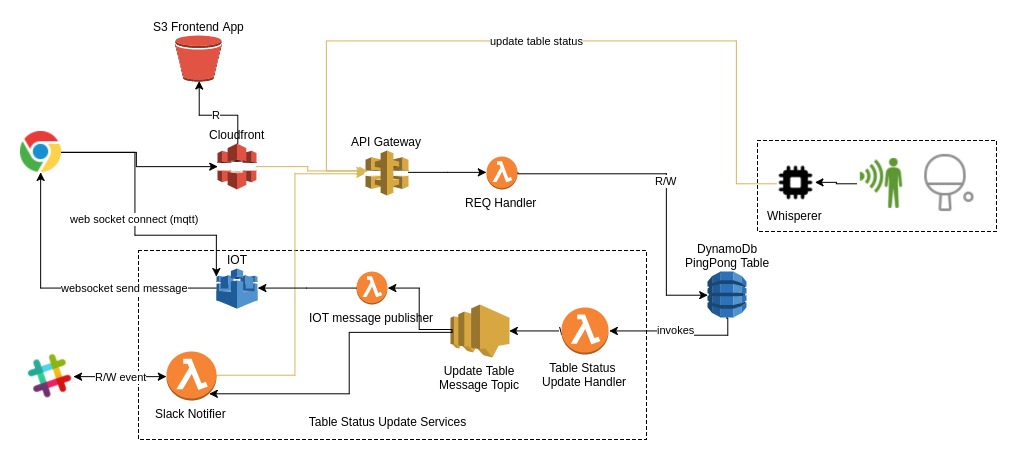 S3 Frontend App
update table status
R
Cloudfront
API Gateway
REQ Handler
R/W
Whisperer
web socket connect (mqtt)
DynamoDb
PingPong Table
IOT
websocket send message
IOT message publisher
invokes
Update Table
Message Topic
Table Status
Update Handler
R/W event
Slack Notifier
Table Status Update Services